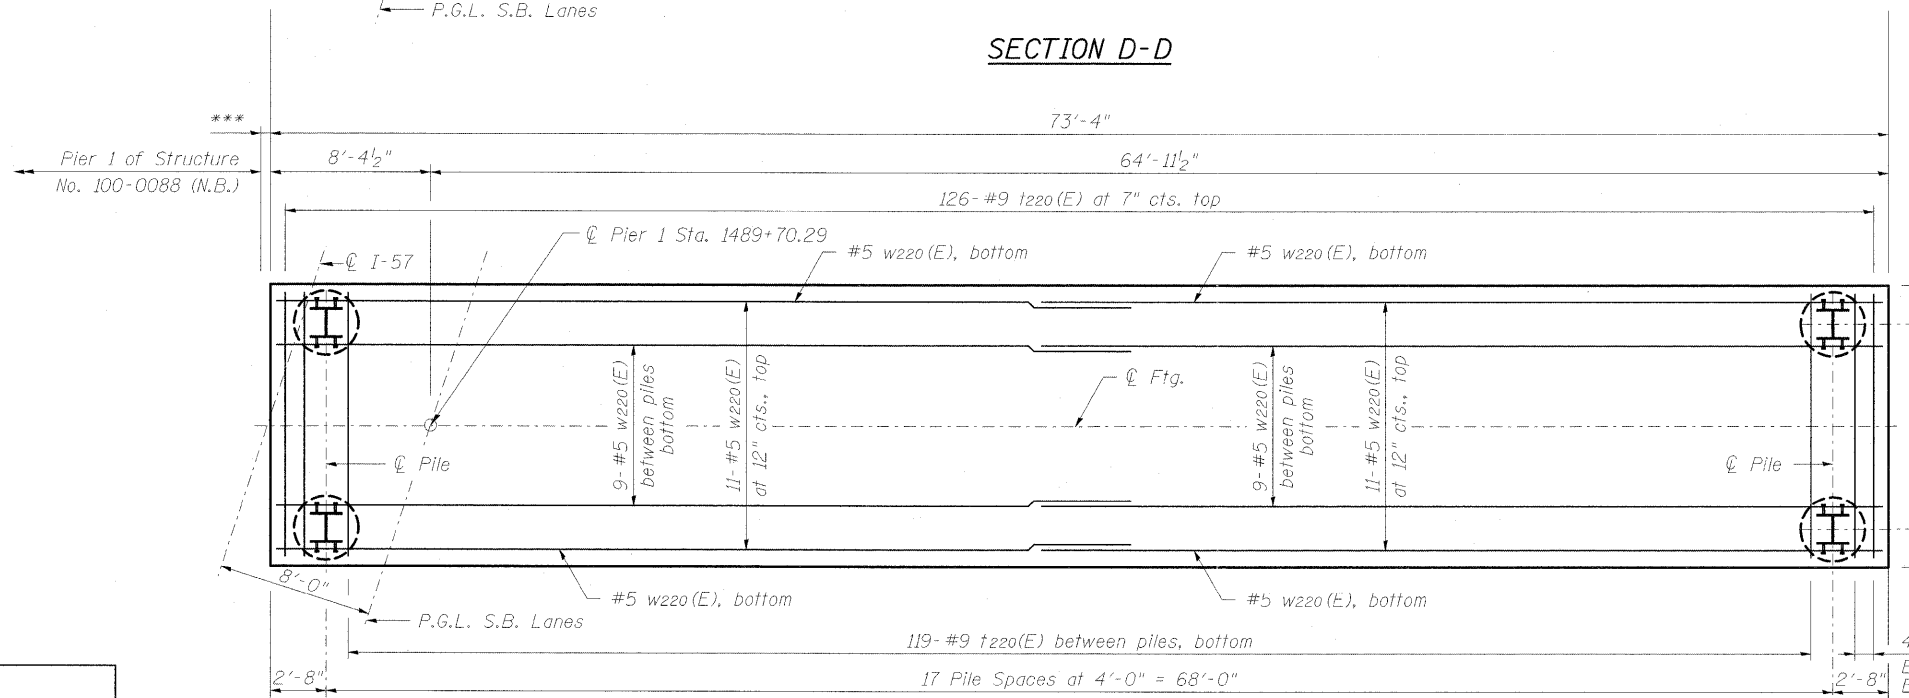 P.G.L. S.B. Lanes
SECTION D-D
***
73'-4"
Pier 1 of Structure
No. 100-0088 (N.B.)
8'-4½"
64'-11½"
126-#9 t220(E) at 7" cts. top
℄ Pier 1 Sta. 1489+70.29
℄ I-57
#5 w220(E), bottom
#5 w220(E), bottom
9-#5 w220(E)
between piles
bottom
11-#5 w220(E)
at 12" cts., top
℄ Ftg.
9-#5 w220(E)
between piles
bottom
11-#5 w220(E)
at 12" cts., top
℄ Pile
℄ Pile
8'-0"
#5 w220(E), bottom
#5 w220(E), bottom
P.G.L. S.B. Lanes
119-#9 t220(E) between piles, bottom
2'-8"
17 Pile Spaces at 4'-0" = 68'-0"
2'-8"